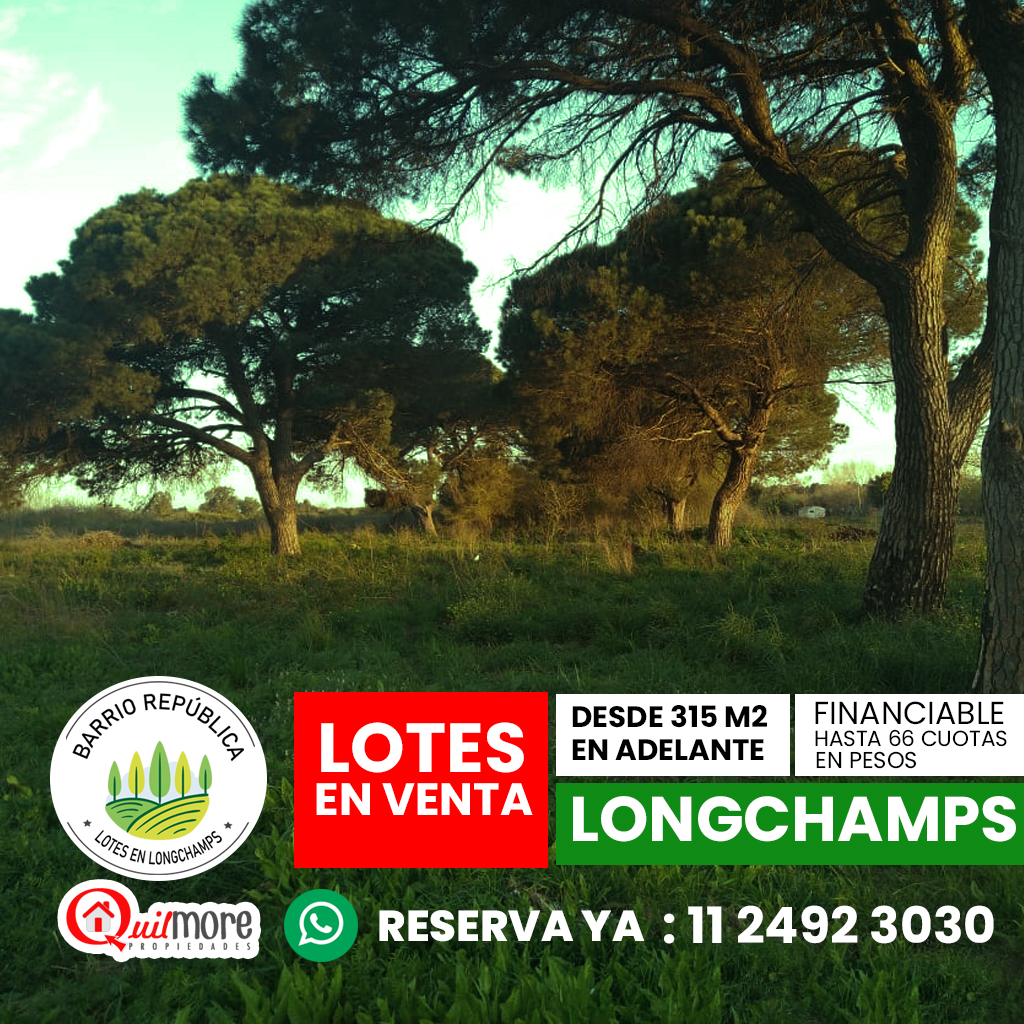 BARRIO REPÚBLICA
LOTES EN LONGCHAMPS
LOTES
EN VENTA
DESDE 315 M2
EN ADELANTE
FINANCIABLE
HASTA 66 CUOTAS
EN PESOS
LONGCHAMPS
Quilmore
PROPIEDADES
RESERVA YA : 11 2492 3030